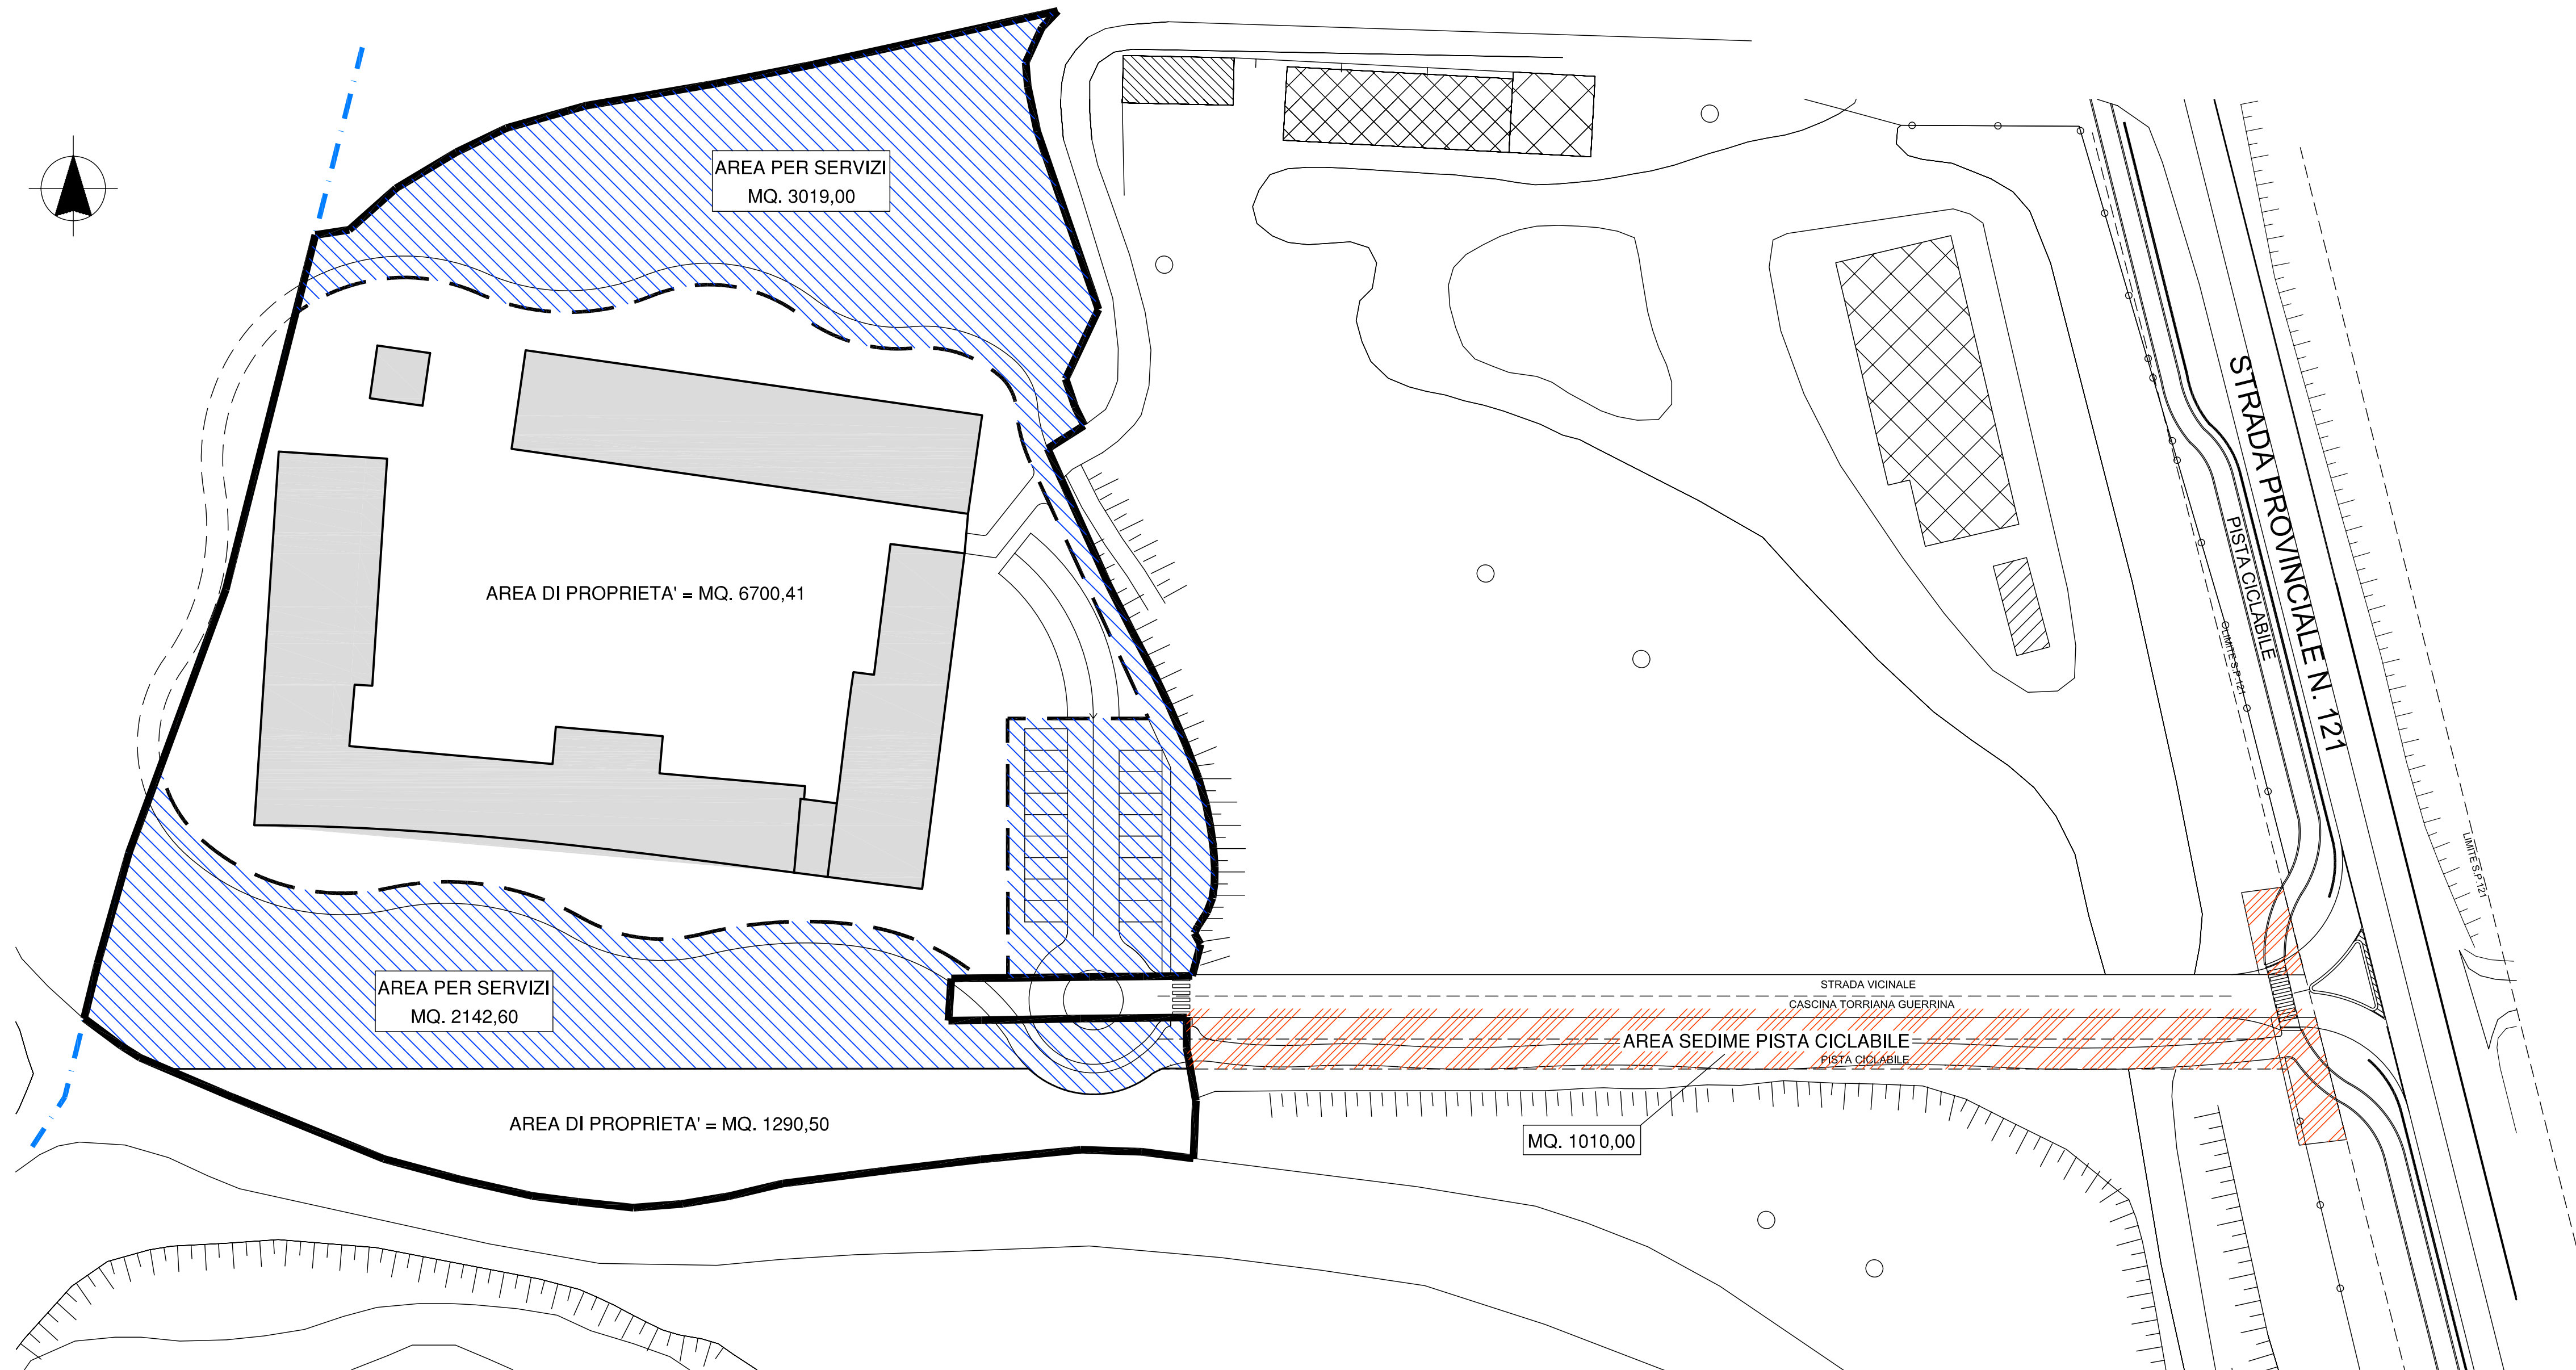 AREA PER SERVIZI
MQ. 3019,00
STRADA PROVINCIALE N. 121
PISTA CICLABILE
LIMITE S.P.121
LIMITE S.P.121
AREA DI PROPRIETA' = MQ. 6700,41
AREA PER SERVIZI
MQ. 2142,60
STRADA VICINALE
CASCINA TORRIANA GUERRINA
AREA SEDIME PISTA CICLABILE
PISTA CICLABILE
AREA DI PROPRIETA' = MQ. 1290,50
MQ. 1010,00